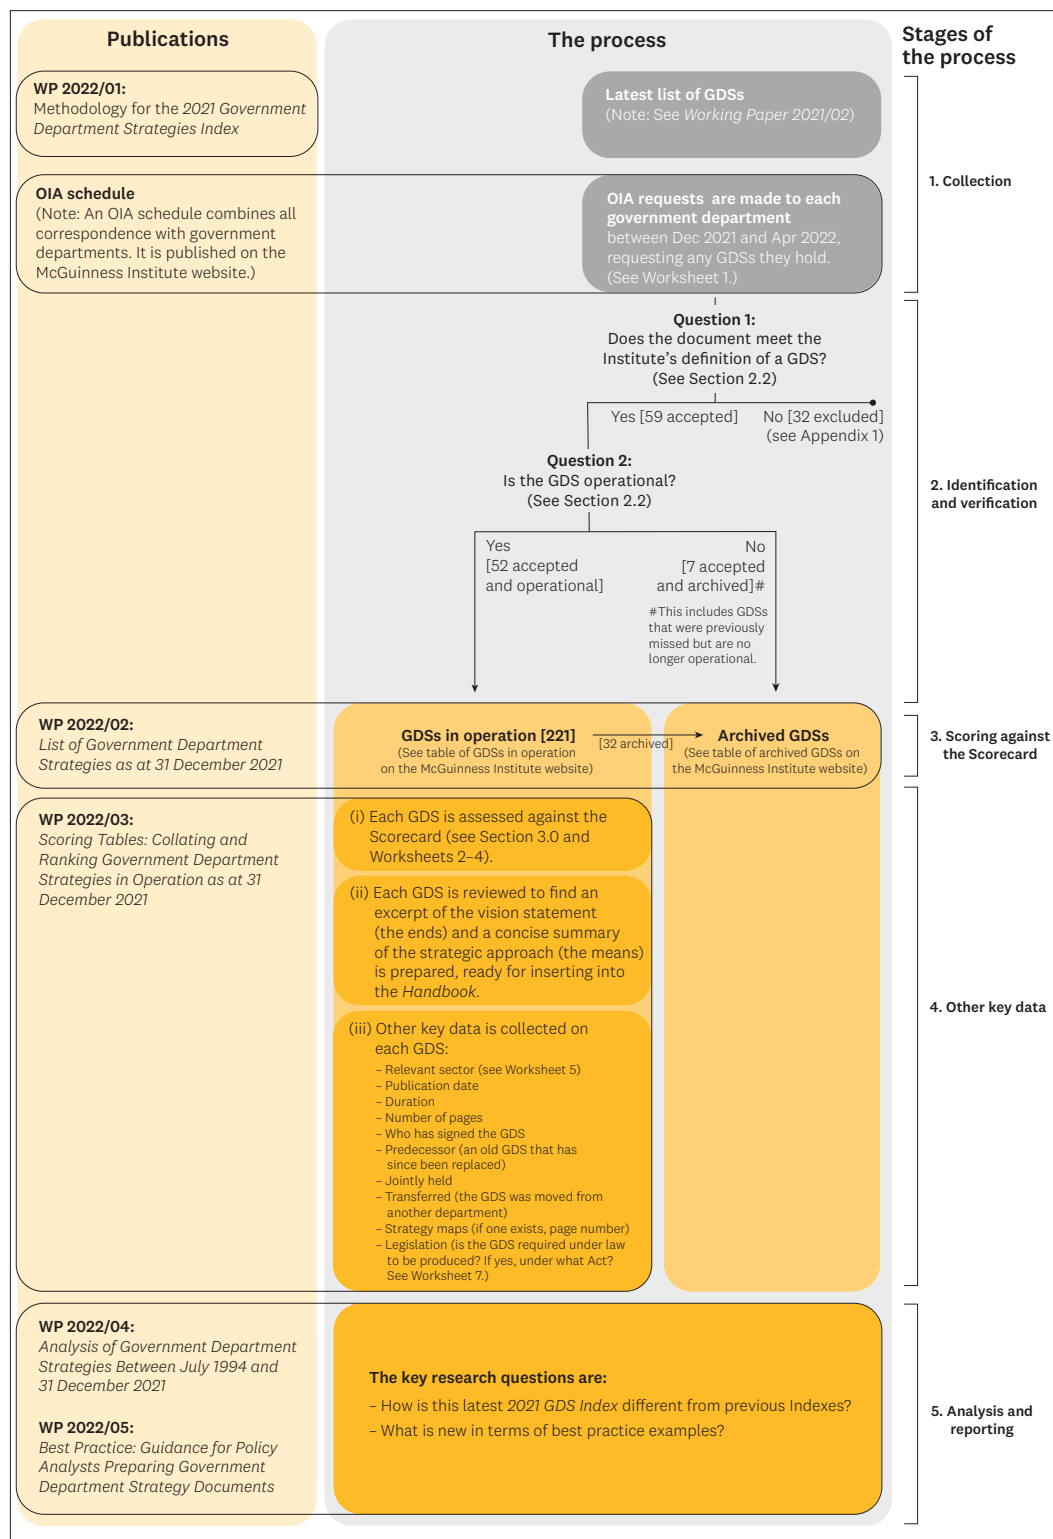 Publications
The process
Stages of
the process
WP 2022/01:
Methodology for the 2021 Government
Department Strategies Index
Latest list of GDSs
(Note: See Working Paper 2021/02)
1. Collection
OIA schedule
(Note: An OIA schedule combines all
correspondence with government
departments. It is published on the
McGuinness Institute website.)
OIA requests are made to each
government department
between Dec 2021 and Apr 2022,
requesting any GDSs they hold.
(See Worksheet 1.)
Question 1:
Does the document meet the
Institute's definition of a GDS?
(See Section 2.2)
Yes [59 accepted]
No [32 excluded]
(see Appendix 1)
Question 2:
Is the GDS operational?
(See Section 2.2)
2. Identification
and verification
Yes
[52 accepted
and operational]
No
[7 accepted
and archived]#
#This includes GDSs
that were previously
missed but are no
longer operational.
WP 2022/02:
List of Government Department
Strategies as at 31 December 2021
GDSs in operation [221]
(See table of GDSs in operation
on the McGuinness Institute website)
[32 archived]
Archived GDSs
(See table of archived GDSs on
the McGuinness Institute website)
3. Scoring against
the Scorecard
WP 2022/03:
Scoring Tables: Collating and
Ranking Government Department
Strategies in Operation as at 31
December 2021
(i) Each GDS is assessed against the
Scorecard (see Section 3.0 and
Worksheets 2–4).
(ii) Each GDS is reviewed to find an
excerpt of the vision statement
(the ends) and a concise summary
of the strategic approach (the means)
is prepared, ready for inserting into
the Handbook.
(iii) Other key data is collected on
each GDS:
– Relevant sector (see Worksheet 5)
– Publication date
– Duration
– Number of pages
– Who has signed the GDS
– Predecessor (an old GDS that has
since been replaced)
– Jointly held
– Transferred (the GDS was moved from
another department)
– Strategy maps (if one exists, page number)
– Legislation (is the GDS required under law
to be produced? If yes, under what Act?
See Worksheet 7.)
4. Other key data
WP 2022/04:
Analysis of Government Department
Strategies Between July 1994 and
31 December 2021
WP 2022/05:
Best Practice: Guidance for Policy
Analysts Preparing Government
Department Strategy Documents
The key research questions are:
– How is this latest 2021 GDS Index different from previous Indexes?
– What is new in terms of best practice examples?
5. Analysis and
reporting